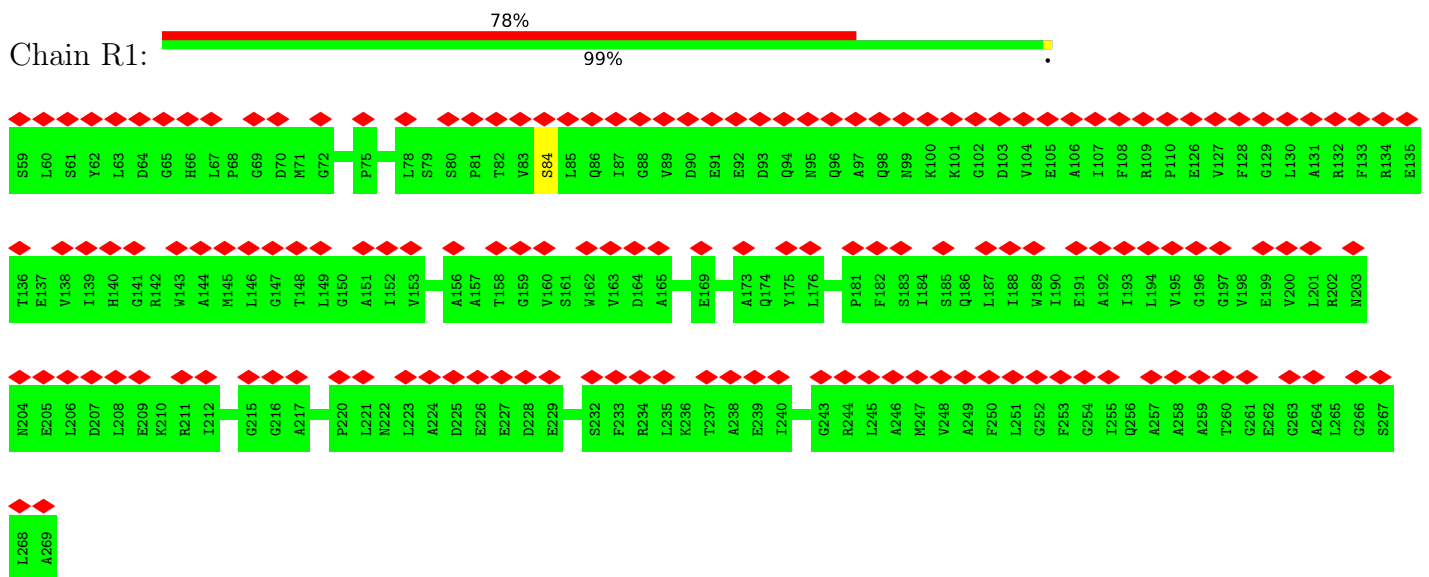 78%
Chain R1:
99% •
S59 L60 S61 Y62 L63 D64 G65 H66 L67 P68 G69 D70 M71 G72 P75 L78 S79 S80 P81 T82 V83 S84 L85 Q86 I87 G88 V89 D90 E91 E92 D93 Q94 N95 Q96 A97 Q98 N99 K100 K101 G102 D103 V104 E105 A106 I107 F108 R109 P110 E126 V127 F128 G129 L130 A131 R132 F133 R134 E135
T136 E137 V138 I139 H140 G141 R142 W143 A144 M145 L146 G147 T148 L149 G150 A151 I152 V153 A156 A157 T158 G159 V160 S161 W162 V163 D164 A165 E169 A173 Q174 Y175 L176 P181 F182 S183 I184 S185 Q186 L187 I188 W189 I190 E191 A192 I193 L194 V195 G196 G197 V198 E199 V200 L201 R202 N203
N204 E205 L206 D207 L208 E209 K210 R211 I212 G215 G216 A217 P220 L221 N222 L223 A224 D225 E226 E227 D228 E229 S232 F233 R234 L235 K236 T237 A238 E239 I240 G243 R244 L245 A246 M247 V248 A249 F250 L251 G252 F253 G254 I255 Q256 A257 A258 A259 T260 G261 E262 G263 A264 L265 G266 S267
L268 A269